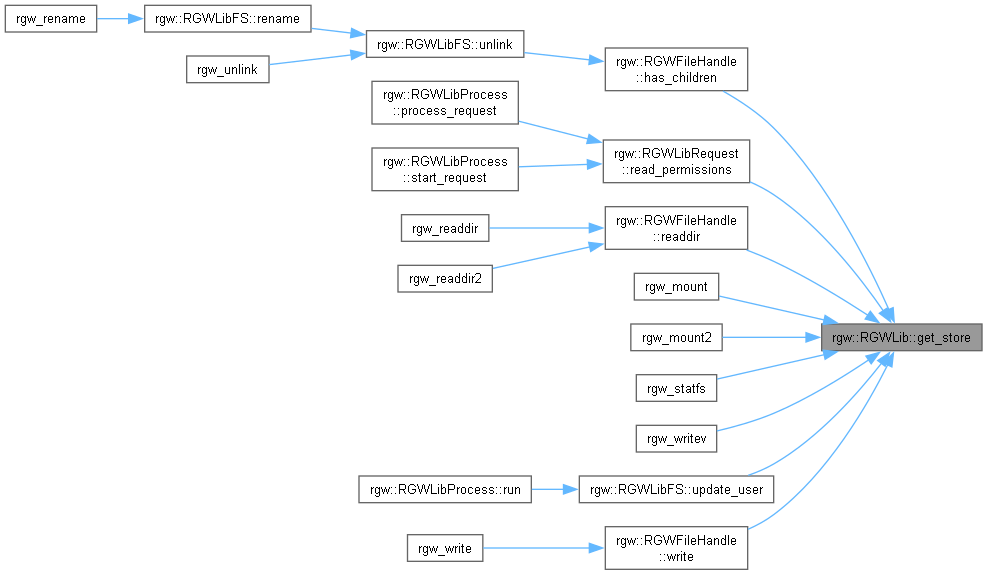 rgw_rename
rgw::RGWLibFS::rename
rgw::RGWLibFS::unlink
rgw_unlink
rgw::RGWFileHandle
::has_children
rgw::RGWLibProcess
::process_request
rgw::RGWLibRequest
::read_permissions
rgw::RGWLibProcess
::start_request
rgw::RGWFileHandle
::readdir
rgw_readdir
rgw_readdir2
rgw_mount
rgw_mount2
rgw::RGWLib::get_store
rgw_statfs
rgw_writev
rgw::RGWLibProcess::run
rgw::RGWLibFS::update_user
rgw_write
rgw::RGWFileHandle
::write